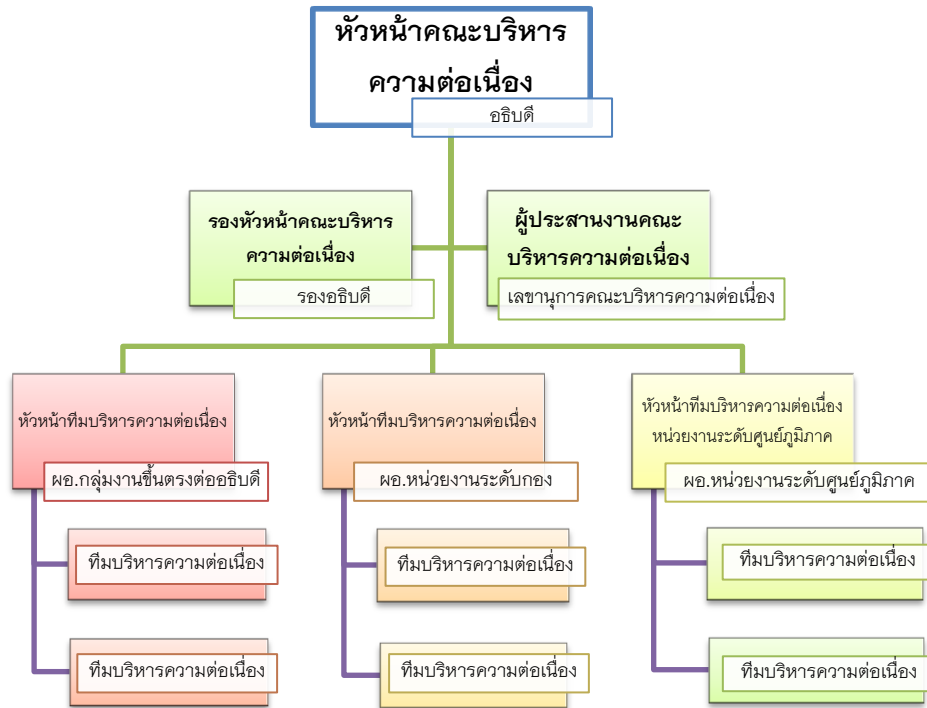 หัวหน้าคณะบริหาร
ความต่อเนื่อง
อธิบดี
รองหัวหน้าคณะบริหาร
ความต่อเนื่อง
รองอธิบดี
ผู้ประสานงานคณะ
บริหารความต่อเนื่อง
เลขานุการคณะบริหารความต่อเนื่อง
หัวหน้าทีมบริหารความต่อเนื่อง
ผอ.กลุ่มงานขึ้นตรงต่ออธิบดี
ทีมบริหารความต่อเนื่อง
ทีมบริหารความต่อเนื่อง
หัวหน้าทีมบริหารความต่อเนื่อง
ผอ.หน่วยงานระดับกอง
ทีมบริหารความต่อเนื่อง
ทีมบริหารความต่อเนื่อง
หัวหน้าทีมบริหารความต่อเนื่อง
หน่วยงานระดับศูนย์ภูมิภาค
ผอ.หน่วยงานระดับศูนย์ภูมิภาค
ทีมบริหารความต่อเนื่อง
ทีมบริหารความต่อเนื่อง